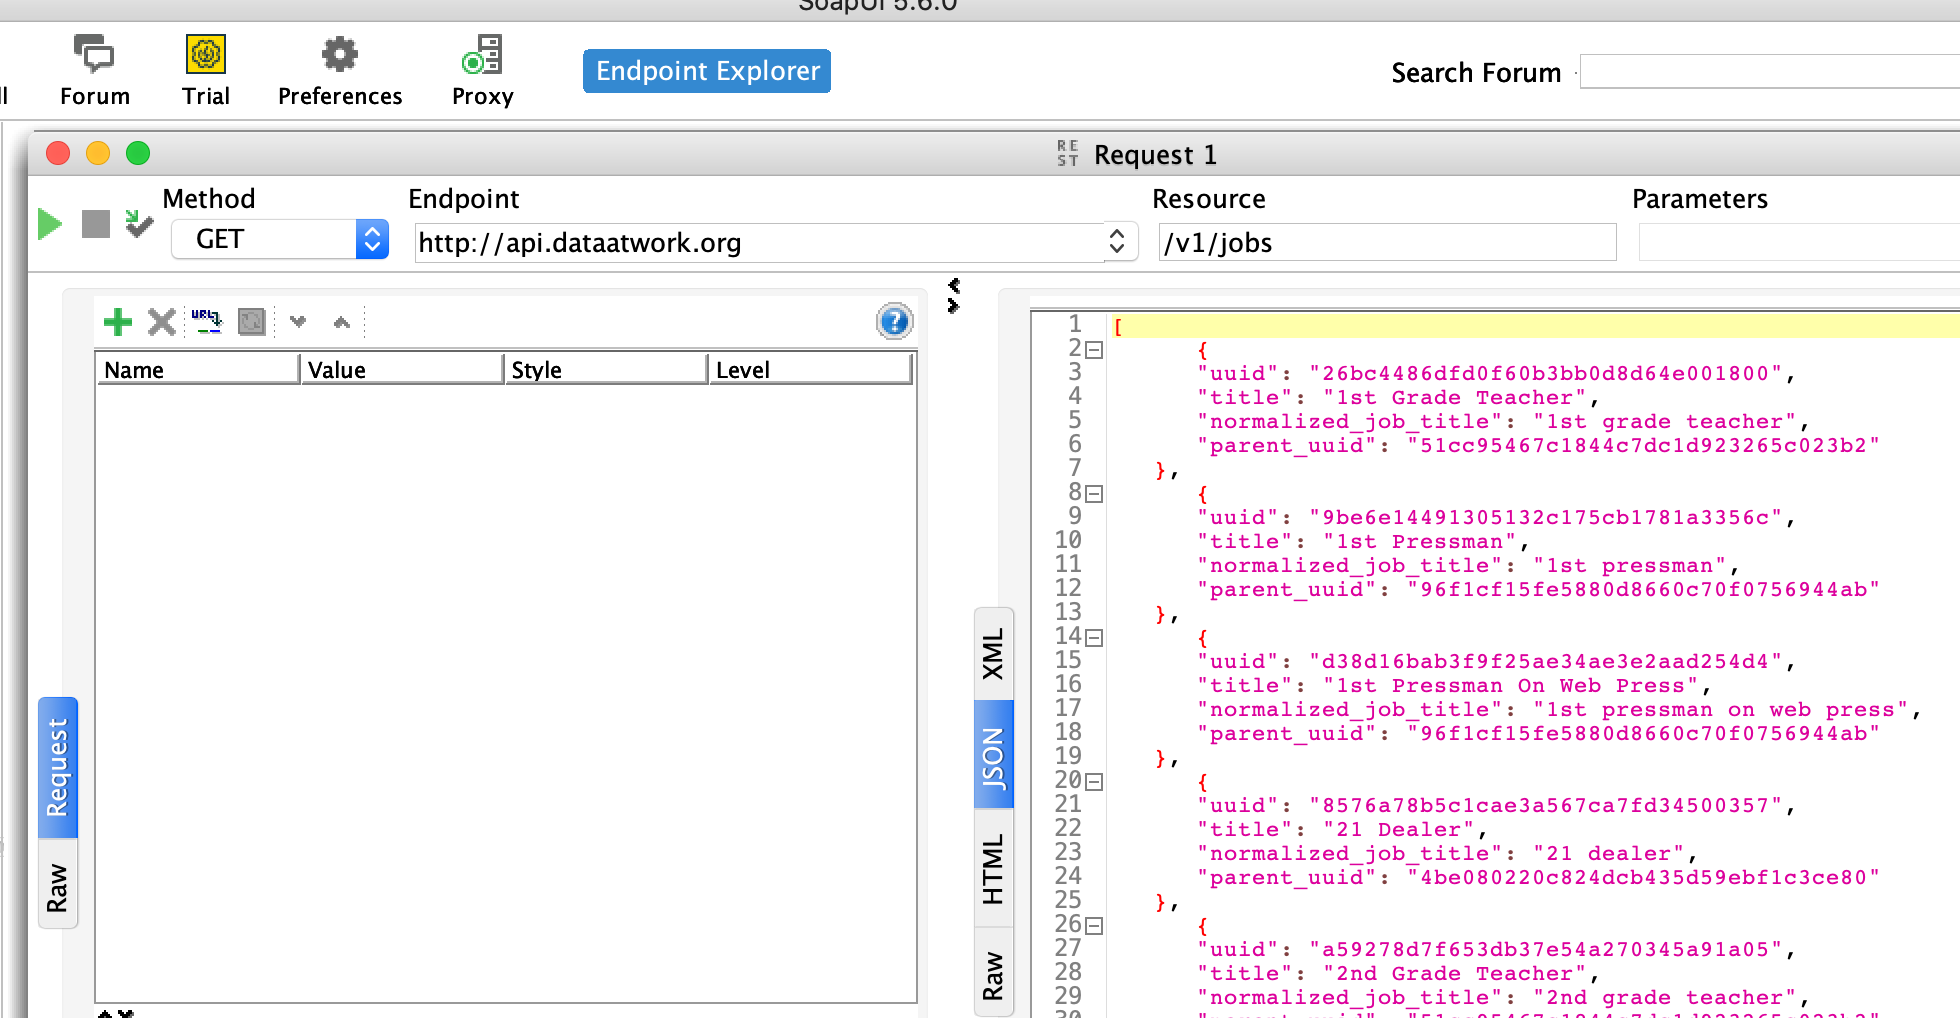 SoapUI 5.6.0
Forum
Trial
Preferences
Proxy
Endpoint Explorer
Search Forum
REST
Request 1
Method
Endpoint
Resource
Parameters
GET
http://api.dataatwork.org
/v1/jobs
URL
?
Name
Value
Style
Level
Request
Raw
XML
JSON
HTML
Raw
1 [
2 {
3 "uuid": "26bc4486dfd0f60b3bb0d8d64e001800",
4 "title": "1st Grade Teacher",
5 "normalized_job_title": "1st grade teacher",
6 "parent_uuid": "51cc95467c1844c7dc1d923265c023b2"
7 },
8 {
9 "uuid": "9be6e14491305132c175cb1781a3356c",
10 "title": "1st Pressman",
11 "normalized_job_title": "1st pressman",
12 "parent_uuid": "96f1cf15fe5880d8660c70f0756944ab"
13 },
14 {
15 "uuid": "d38d16bab3f9f25ae34ae3e2aad254d4",
16 "title": "1st Pressman On Web Press",
17 "normalized_job_title": "1st pressman on web press",
18 "parent_uuid": "96f1cf15fe5880d8660c70f0756944ab"
19 },
20 {
21 "uuid": "8576a78b5c1cae3a567ca7fd34500357",
22 "title": "21 Dealer",
23 "normalized_job_title": "21 dealer",
24 "parent_uuid": "4be080220c824dcb435d59ebf1c3ce80"
25 },
26 {
27 "uuid": "a59278d7f653db37e54a270345a91a05",
28 "title": "2nd Grade Teacher",
29 "normalized_job_title": "2nd grade teacher",